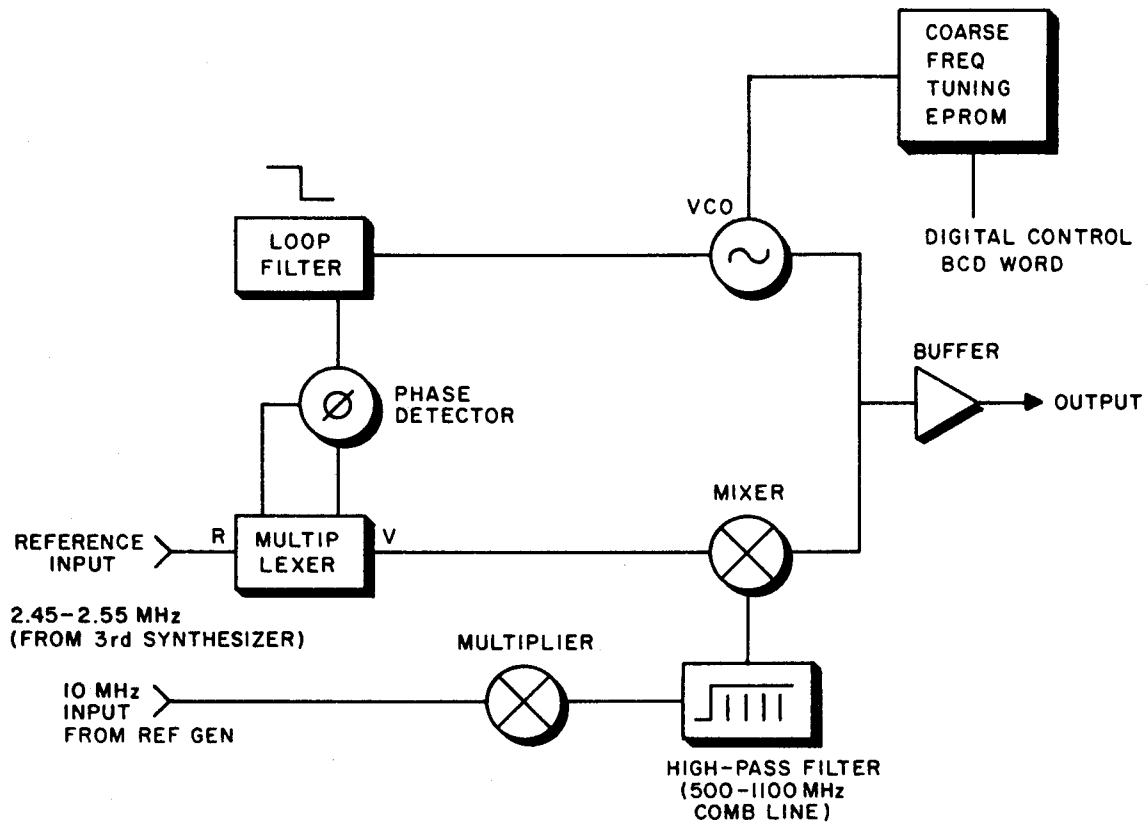 COARSE
FREQ
TUNING
EPROM
VCO
DIGITAL CONTROL
BCD WORD
LOOP
FILTER
BUFFER
OUTPUT
Ø
PHASE
DETECTOR
MIXER
REFERENCE
INPUT
R
MULTIP
LEXER
V
2.45-2.55 MHz
(FROM 3rd SYNTHESIZER)
MULTIPLIER
10 MHz
INPUT
FROM REF GEN
HIGH-PASS FILTER
(500-1100 MHz
COMB LINE)